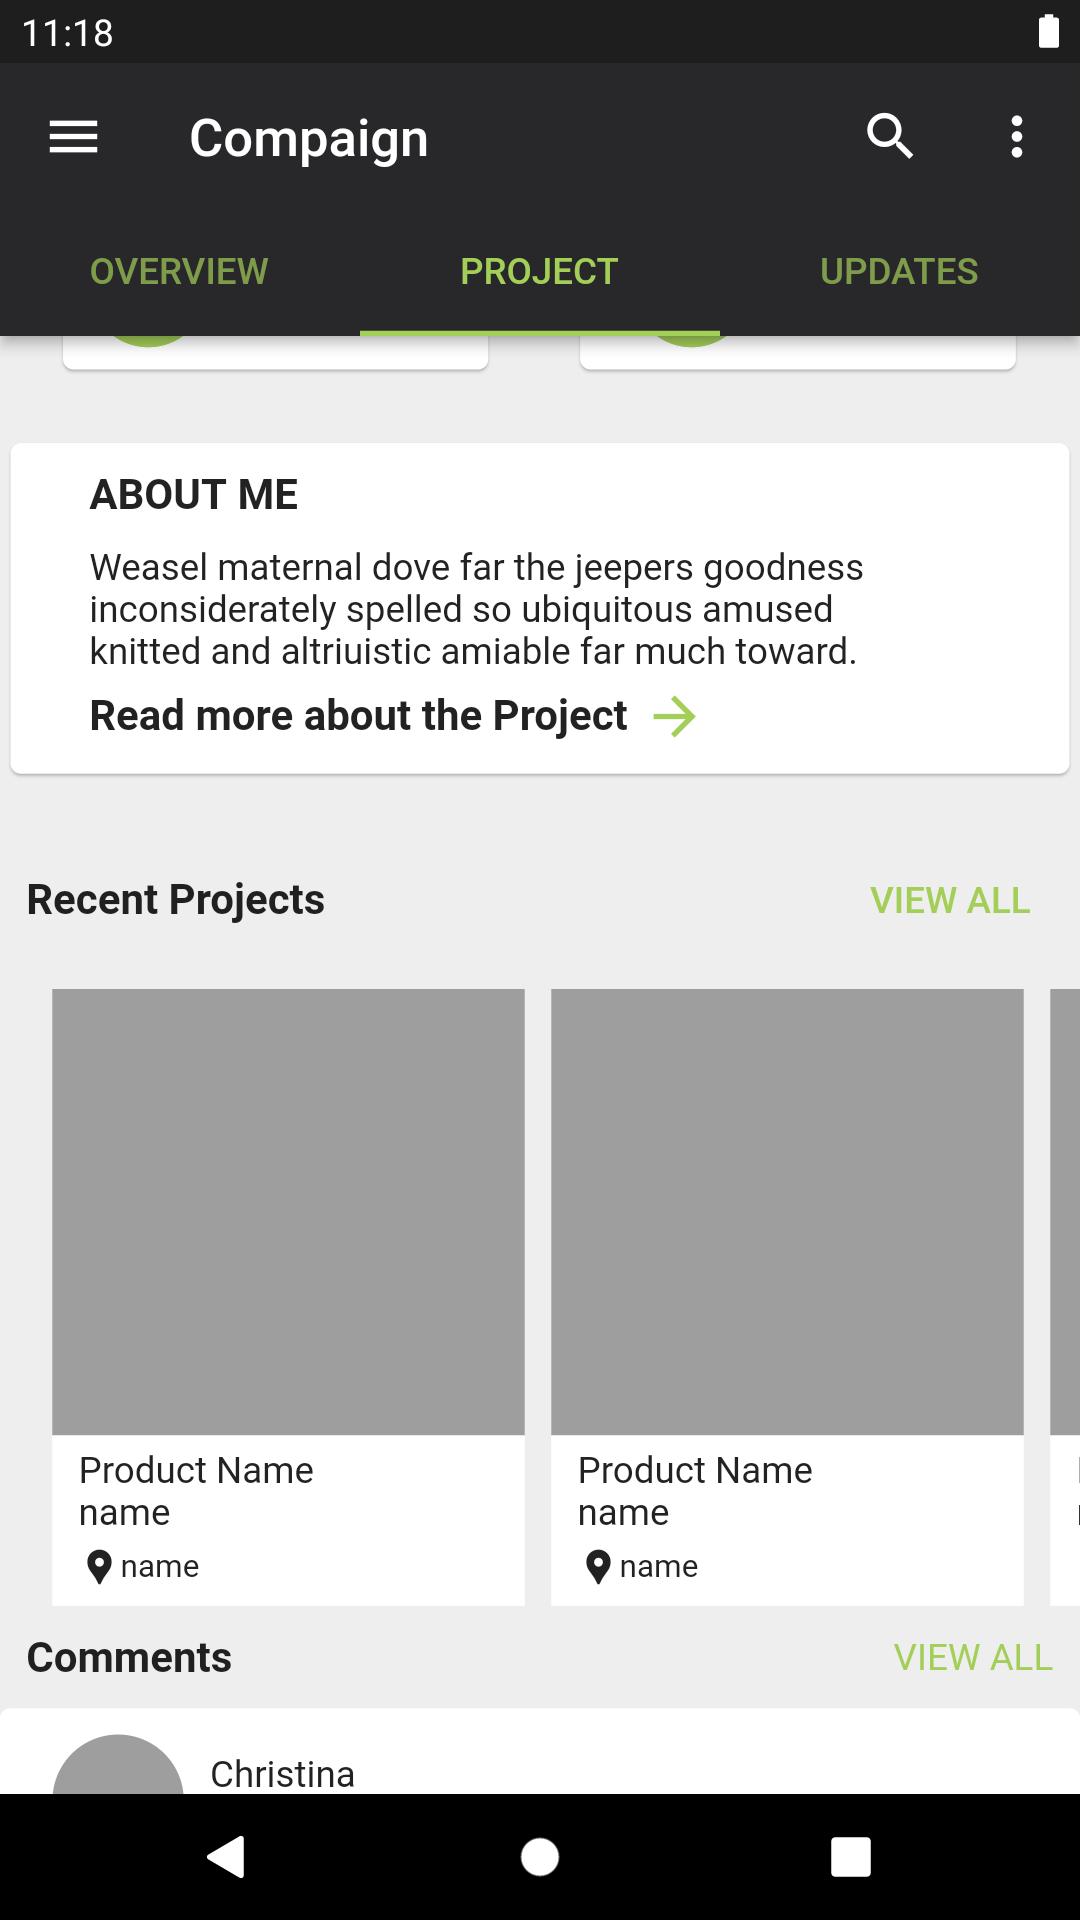 11:18
Compaign
OVERVIEW PROJECT UPDATES
ABOUT ME
Weasel maternal dove far the jeepers goodness
inconsiderately spelled so ubiquitous amused
knitted and altriuistic amiable far much toward.
Read more about the Project
Recent Projects VIEW ALL
Product Name
name
name
Product Name
name
name
Comments VIEW ALL
Christina